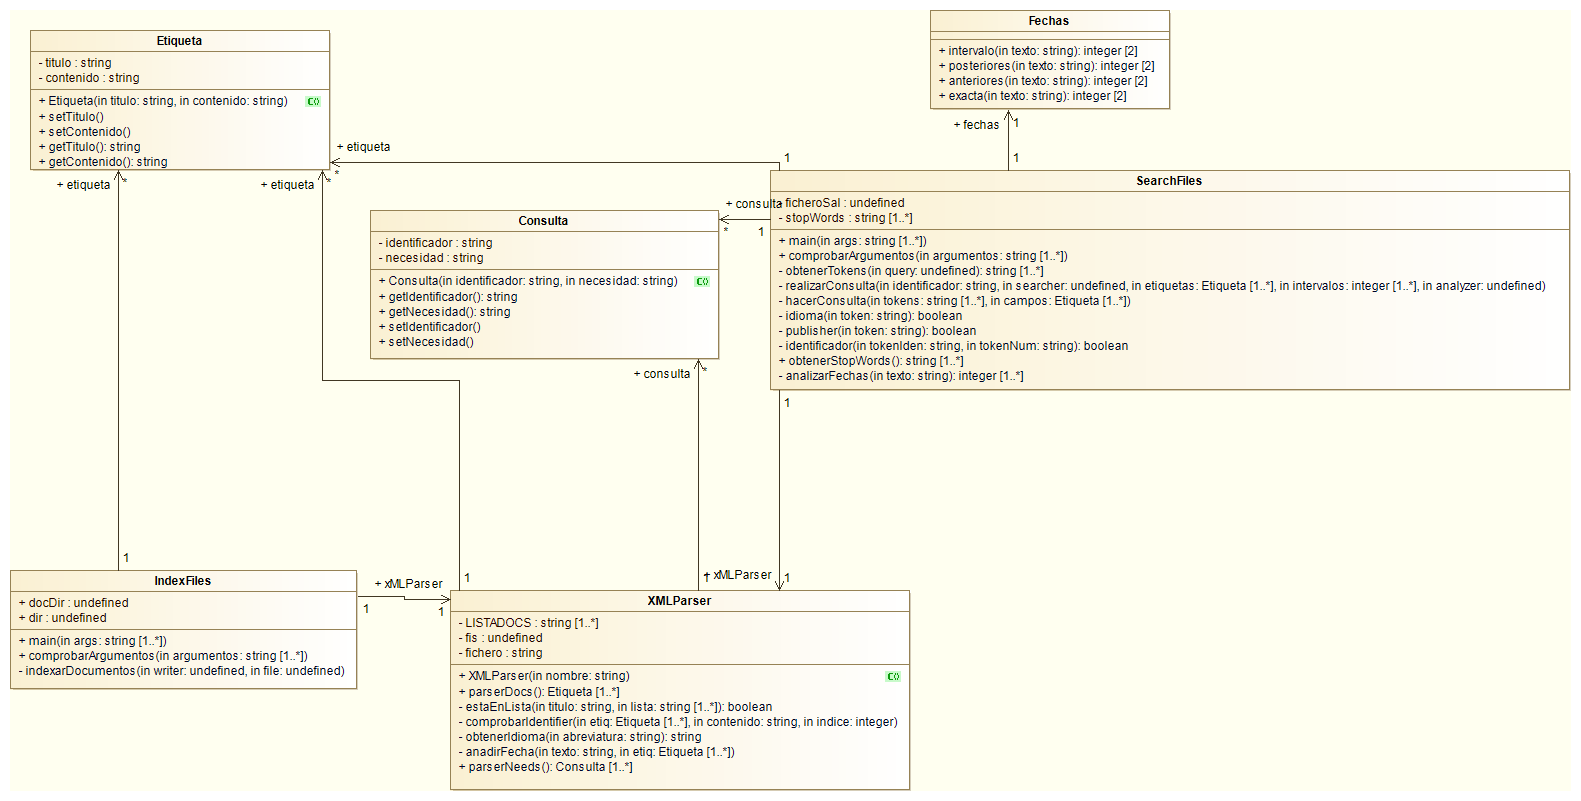 Etiqueta
- titulo : string
- contenido : string
+ Etiqueta(in titulo: string, in contenido: string)
C()
+ setTitulo()
+ setContenido()
+ getTitulo(): string
+ getContenido(): string
Fechas
+ intervalo(in texto: string): integer [2]
+ posteriores(in texto: string): integer [2]
+ anteriores(in texto: string): integer [2]
+ exacta(in texto: string): integer [2]
+ fechas
1
1
+ etiqueta
*
1
+ etiqueta
*
+ etiqueta
*
SearchFiles
- ficheroSal : undefined
- stopWords : string [1..*]
+ main(in args: string [1..*])
+ comprobarArgumentos(in argumentos: string [1..*])
- obtenerTokens(in query: undefined): string [1..*]
- realizarConsulta(in identificador: string, in searcher: undefined, in etiquetas: Etiqueta [1..*], in intervalos: integer [1..*], in analyzer: undefined)
- hacerConsulta(in tokens: string [1..*], in campos: Etiqueta [1..*])
- idioma(in token: string): boolean
- publisher(in token: string): boolean
- identificador(in tokenIden: string, in tokenNum: string): boolean
+ obtenerStopWords(): string [1..*]
- analizarFechas(in texto: string): integer [1..*]
+ consulta
*
1
Consulta
- identificador : string
- necesidad : string
+ Consulta(in identificador: string, in necesidad: string)
C()
+ getIdentificador(): string
+ getNecesidad(): string
+ setIdentificador()
+ setNecesidad()
+ consulta
*
1
1
1
1
+ xMLParser
1
IndexFiles
+ docDir : undefined
+ dir : undefined
+ main(in args: string [1..*])
+ comprobarArgumentos(in argumentos: string [1..*])
- indexarDocumentos(in writer: undefined, in file: undefined)
+ xMLParser
1
1
XMLParser
- LISTADOCS : string [1..*]
- fis : undefined
- fichero : string
+ XMLParser(in nombre: string)
C()
+ parserDocs(): Etiqueta [1..*]
- estaEnLista(in titulo: string, in lista: string [1..*]): boolean
- comprobarIdentifier(in etiq: Etiqueta [1..*], in contenido: string, in indice: integer)
- obtenerIdioma(in abreviatura: string): string
- anadirFecha(in texto: string, in etiq: Etiqueta [1..*])
+ parserNeeds(): Consulta [1..*]